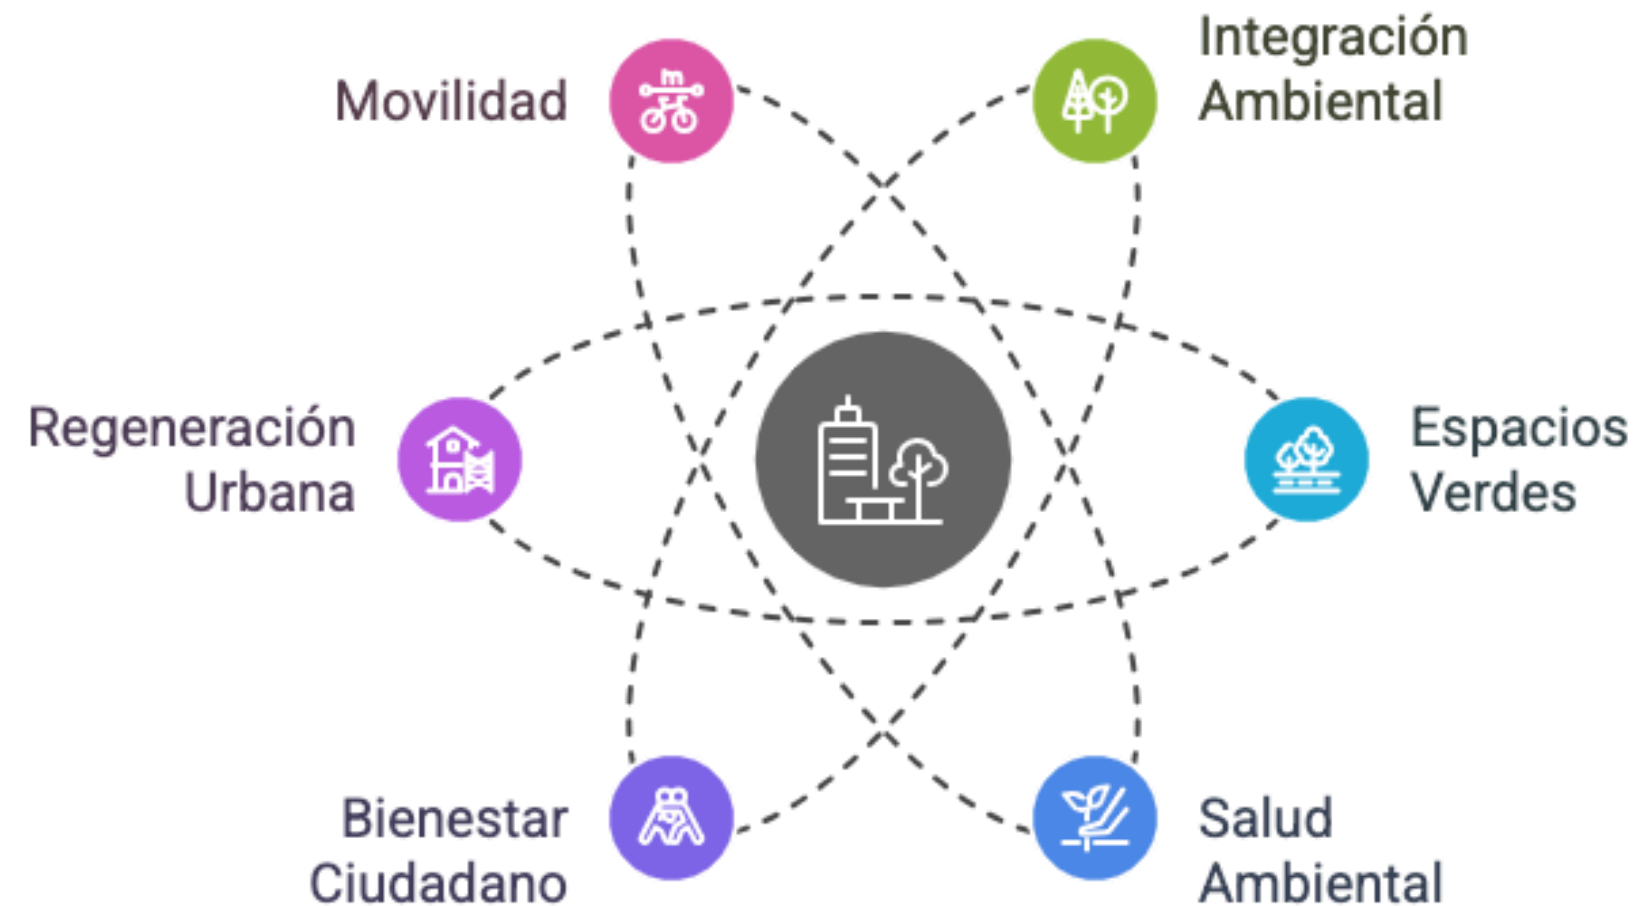 Movilidad
Integración
Ambiental
Regeneración
Urbana
Espacios
Verdes
Bienestar
Ciudadano
Salud
Ambiental